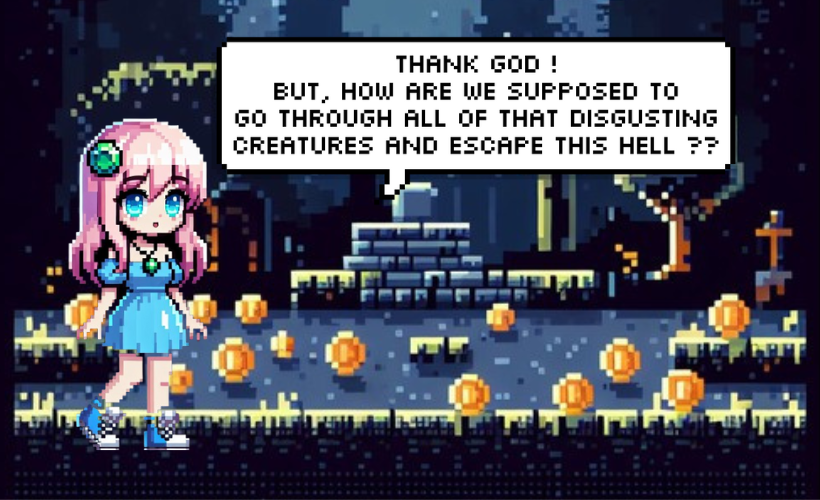 THANK GOD !
BUT, HOW ARE WE SUPPOSED TO
GO THROUGH ALL OF THAT DISGUSTING
CREATURES AND ESCAPE THIS HELL ??